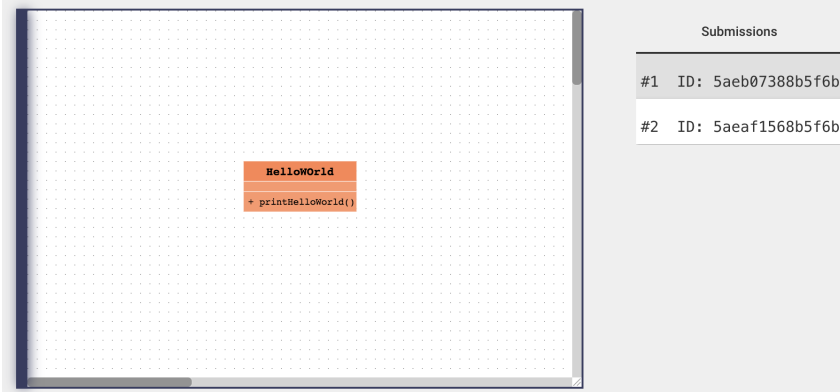 HelloWOrld
+ printHelloWorld()
Submissions
#1 ID: 5aeb07388b5f6b
#2 ID: 5aeaf1568b5f6b